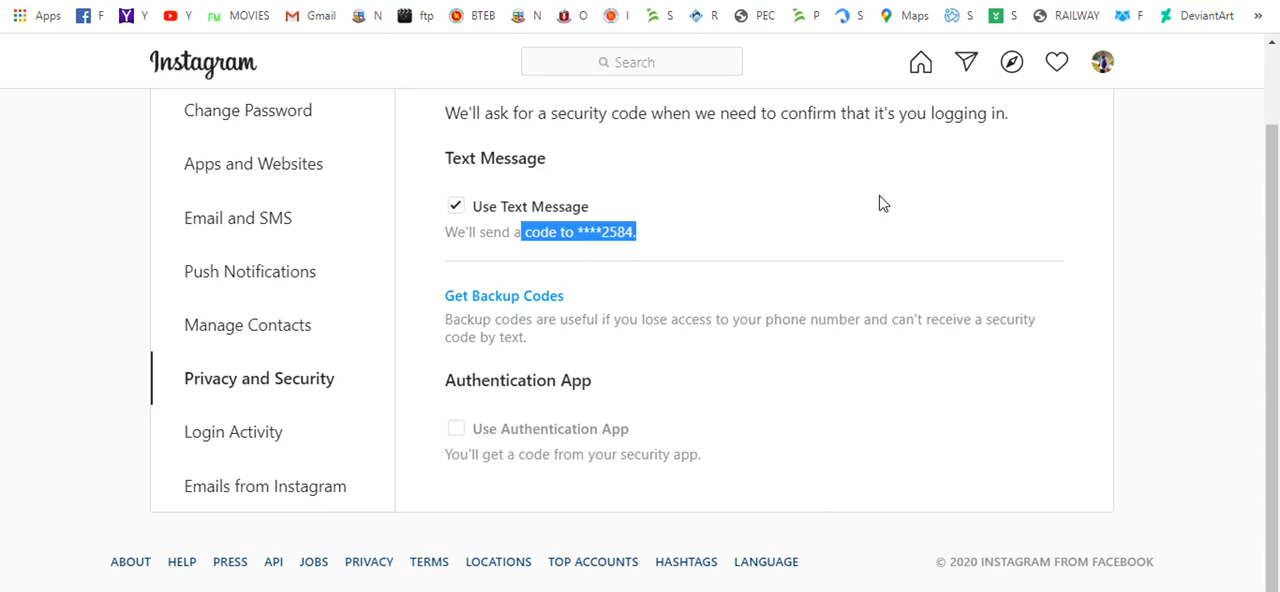 Apps F Y Y FM MOVIES Gmail N ftp BTEB N O I S R PEC P S Maps S S RAILWAY F DeviantArt »
Instagram Search
Change Password
Apps and Websites
Email and SMS
Push Notifications
Manage Contacts
Privacy and Security
Login Activity
Emails from Instagram
We'll ask for a security code when we need to confirm that it's you logging in.
Text Message
Use Text Message
We'll send a code to ****2584.
Get Backup Codes
Backup codes are useful if you lose access to your phone number and can't receive a security
code by text.
Authentication App
Use Authentication App
You'll get a code from your security app.
ABOUT HELP PRESS API JOBS PRIVACY TERMS LOCATIONS TOP ACCOUNTS HASHTAGS LANGUAGE © 2020 INSTAGRAM FROM FACEBOOK